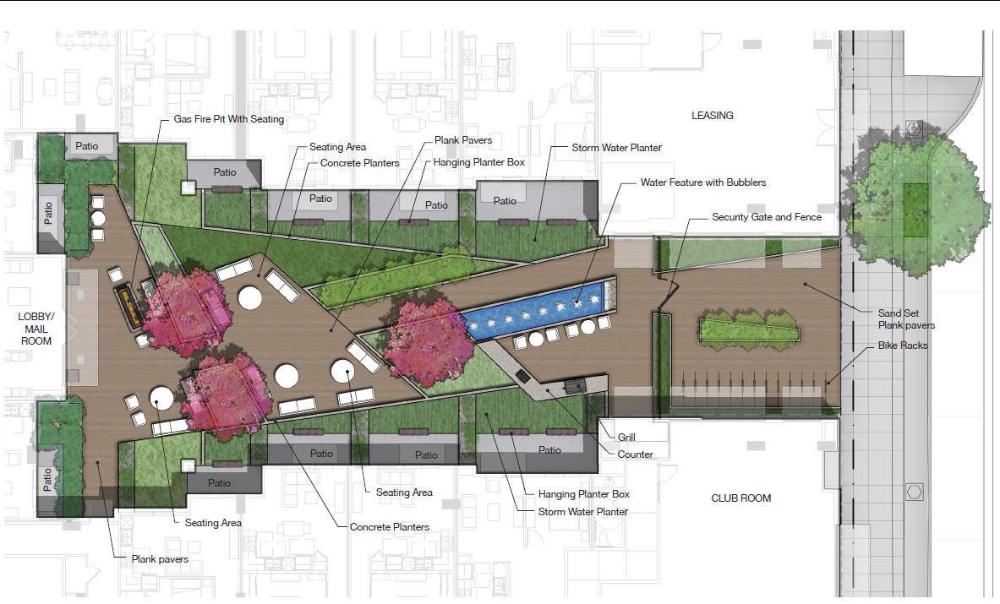 LEASING
Gas Fire Pit With Seating
Plank Pavers
Patio
Seating Area
Storm Water Planter
Concrete Planters
Hanging Planter Box
Patio
Water Feature with Bubblers
Patio
Patio
Patio
Patio
Security Gate and Fence
LOBBY/
MAIL
ROOM
Sand Set
Plank pavers
Bike Racks
Grill
Patio
Patio
Patio
Counter
Patio
Patio
Seating Area
Hanging Planter Box
CLUB ROOM
Storm Water Planter
Seating Area
Concrete Planters
Plank pavers